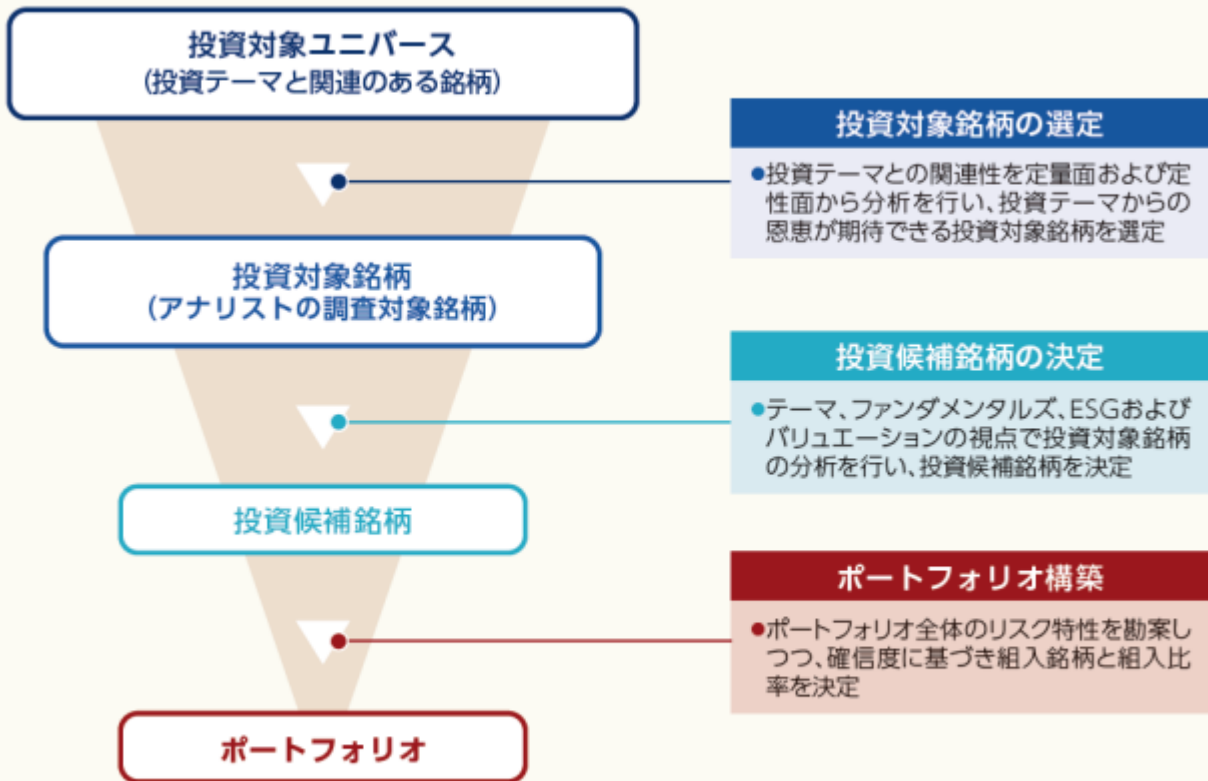 投資対象ユニバース
(投資テーマと関連のある銘柄)
投資対象銘柄の選定
●投資テーマとの関連性を定量面および定
性面から分析を行い、投資テーマからの
恩恵が期待できる投資対象銘柄を選定
投資対象銘柄
(アナリストの調査対象銘柄)
投資候補銘柄の決定
●テーマ、ファンダメンタルズ、ESGおよび
バリュエーションの視点で投資対象銘柄
の分析を行い、投資候補銘柄を決定
投資候補銘柄
ポートフォリオ構築
●ポートフォリオ全体のリスク特性を勘案し
つつ、確信度に基づき組入銘柄と組入比
率を決定
ポートフォリオ